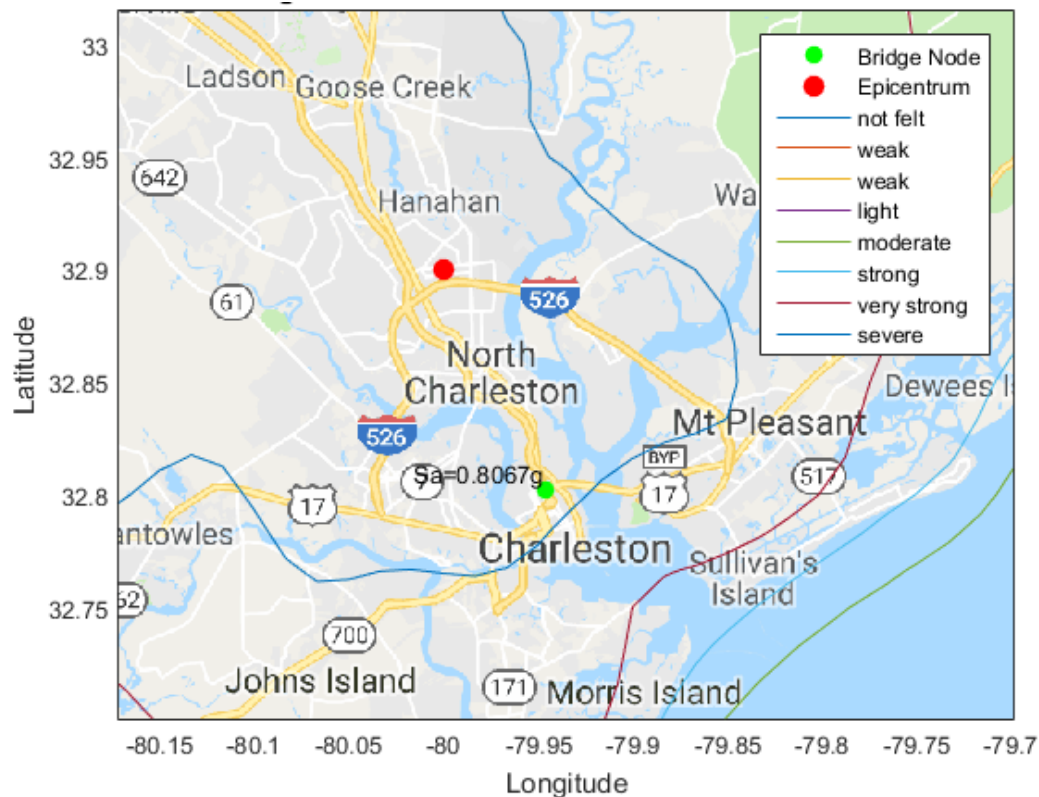 33
32.95
32.9
32.85
32.8
32.75
Latitude
-80.15
-80.1
-80.05
-80
-79.95
-79.9
-79.85
-79.8
-79.75
-79.7
Longitude
Bridge Node
Epicentrum
not felt
weak
weak
light
moderate
strong
very strong
severe
Ladson
Goose Creek
642
Hanahan
Wa
61
526
North
Charleston
526
Mt Pleasant
Dewees Is
BYP
7
Sa=0.8067g
517
17
17
antowles
Charleston
Sullivan's
Island
62
700
Johns Island
171
Morris Island